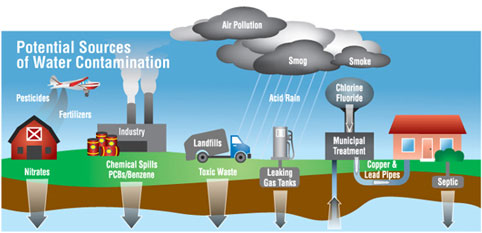 Potential Sources
of Water Contamination
Air Pollution
Smog
Smoke
Pesticides
Fertilizers
Acid Rain
Chlorine
Fluoride
Industry
Landfills
Municipal
Treatment
Nitrates
Chemical Spills
PCBs/Benzene
Toxic Waste
Leaking
Gas Tanks
Copper &
Lead Pipes
Septic